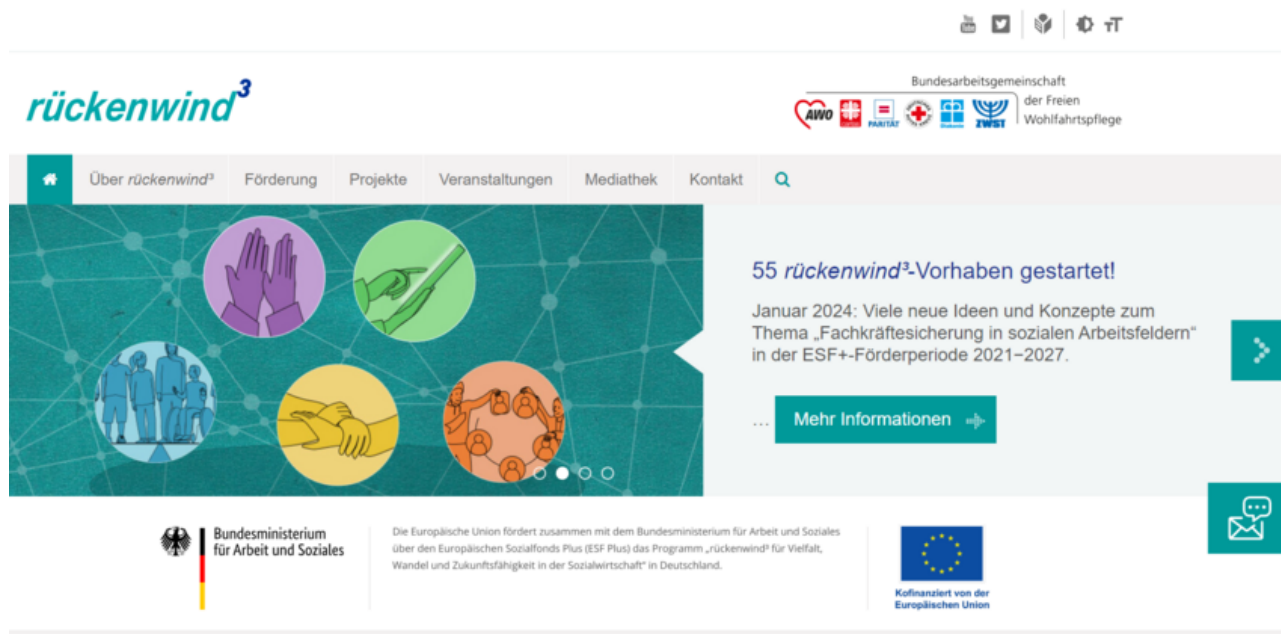 rückenwind³
Bundesarbeitsgemeinschaft
der Freien
Wohlfahrtspflege
AWO
PARITÄT
Diakonie
ZWST
Über rückenwind³ Förderung Projekte Veranstaltungen Mediathek Kontakt
55 rückenwind³-Vorhaben gestartet!
Januar 2024: Viele neue Ideen und Konzepte zum
Thema „Fachkräftesicherung in sozialen Arbeitsfeldern“
in der ESF+-Förderperiode 2021–2027.
… Mehr Informationen
Bundesministerium
für Arbeit und Soziales
Die Europäische Union fördert zusammen mit dem Bundesministerium für Arbeit und Soziales
über den Europäischen Sozialfonds Plus (ESF Plus) das Programm „rückenwind³ für Vielfalt,
Wandel und Zukunftsfähigkeit in der Sozialwirtschaft“ in Deutschland.
Kofinanziert von der
Europäischen Union